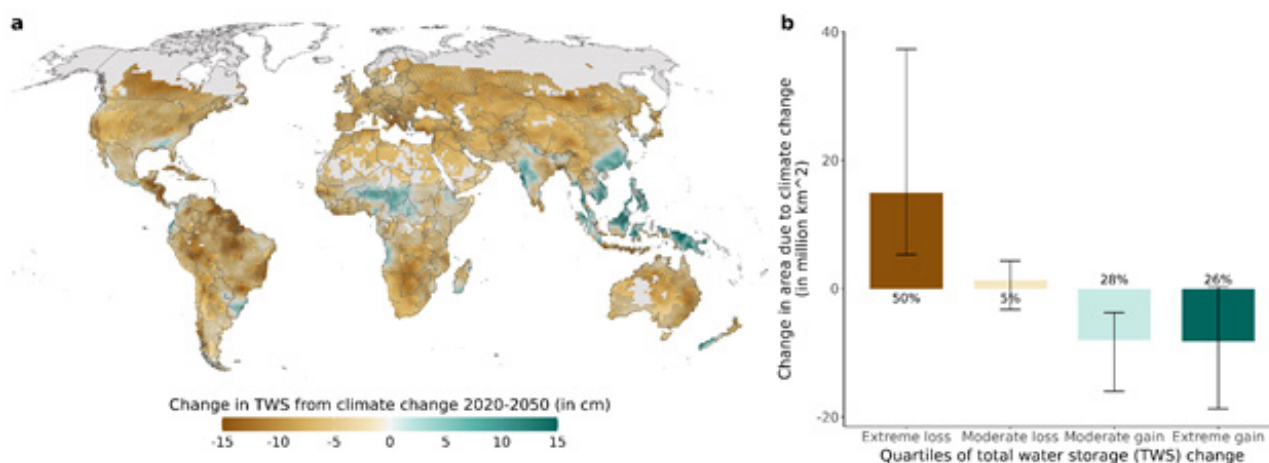 a
Change in TWS from climate change 2020-2050 (in cm)
-15 -10 -5 0 5 10 15
b
Change in area due to climate change
(in million km^2)
40
20
0
-20
50%
5%
28%
26%
Extreme loss Moderate loss Moderate gain Extreme gain
Quartiles of total water storage (TWS) change